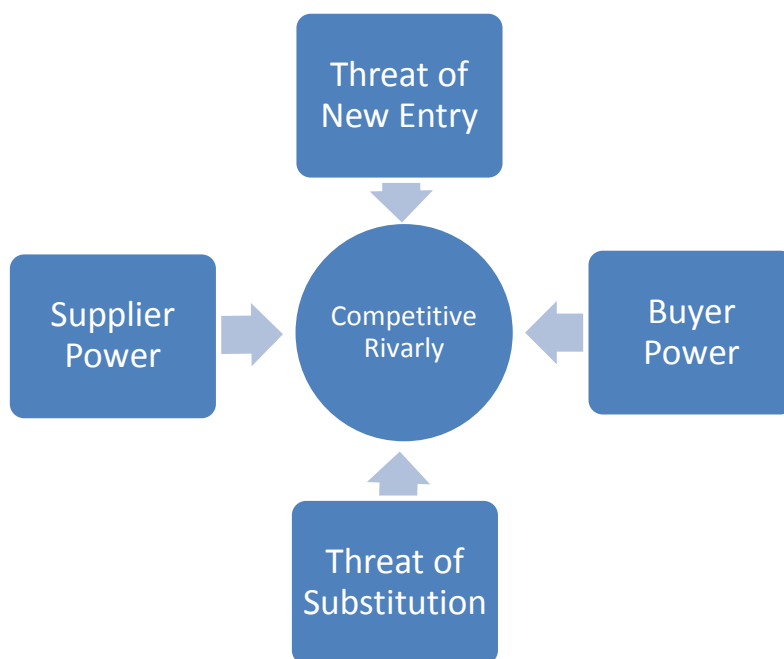 Threat of
New Entry
Supplier
Power
Competitive
Rivarly
Buyer
Power
Threat of
Substitution